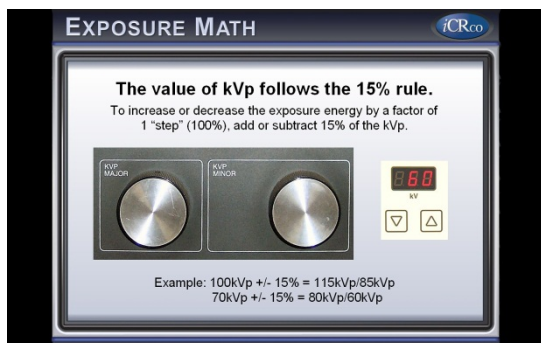 EXPOSURE MATH
iCRco
The value of kVp follows the 15% rule.
To increase or decrease the exposure energy by a factor of
1 “step” (100%), add or subtract 15% of the kVp.
KVP
MAJOR
KVP
MINOR
60
kV
Example: 100kVp +/- 15% = 115kVp/85kVp
70kVp +/- 15% = 80kVp/60kVp